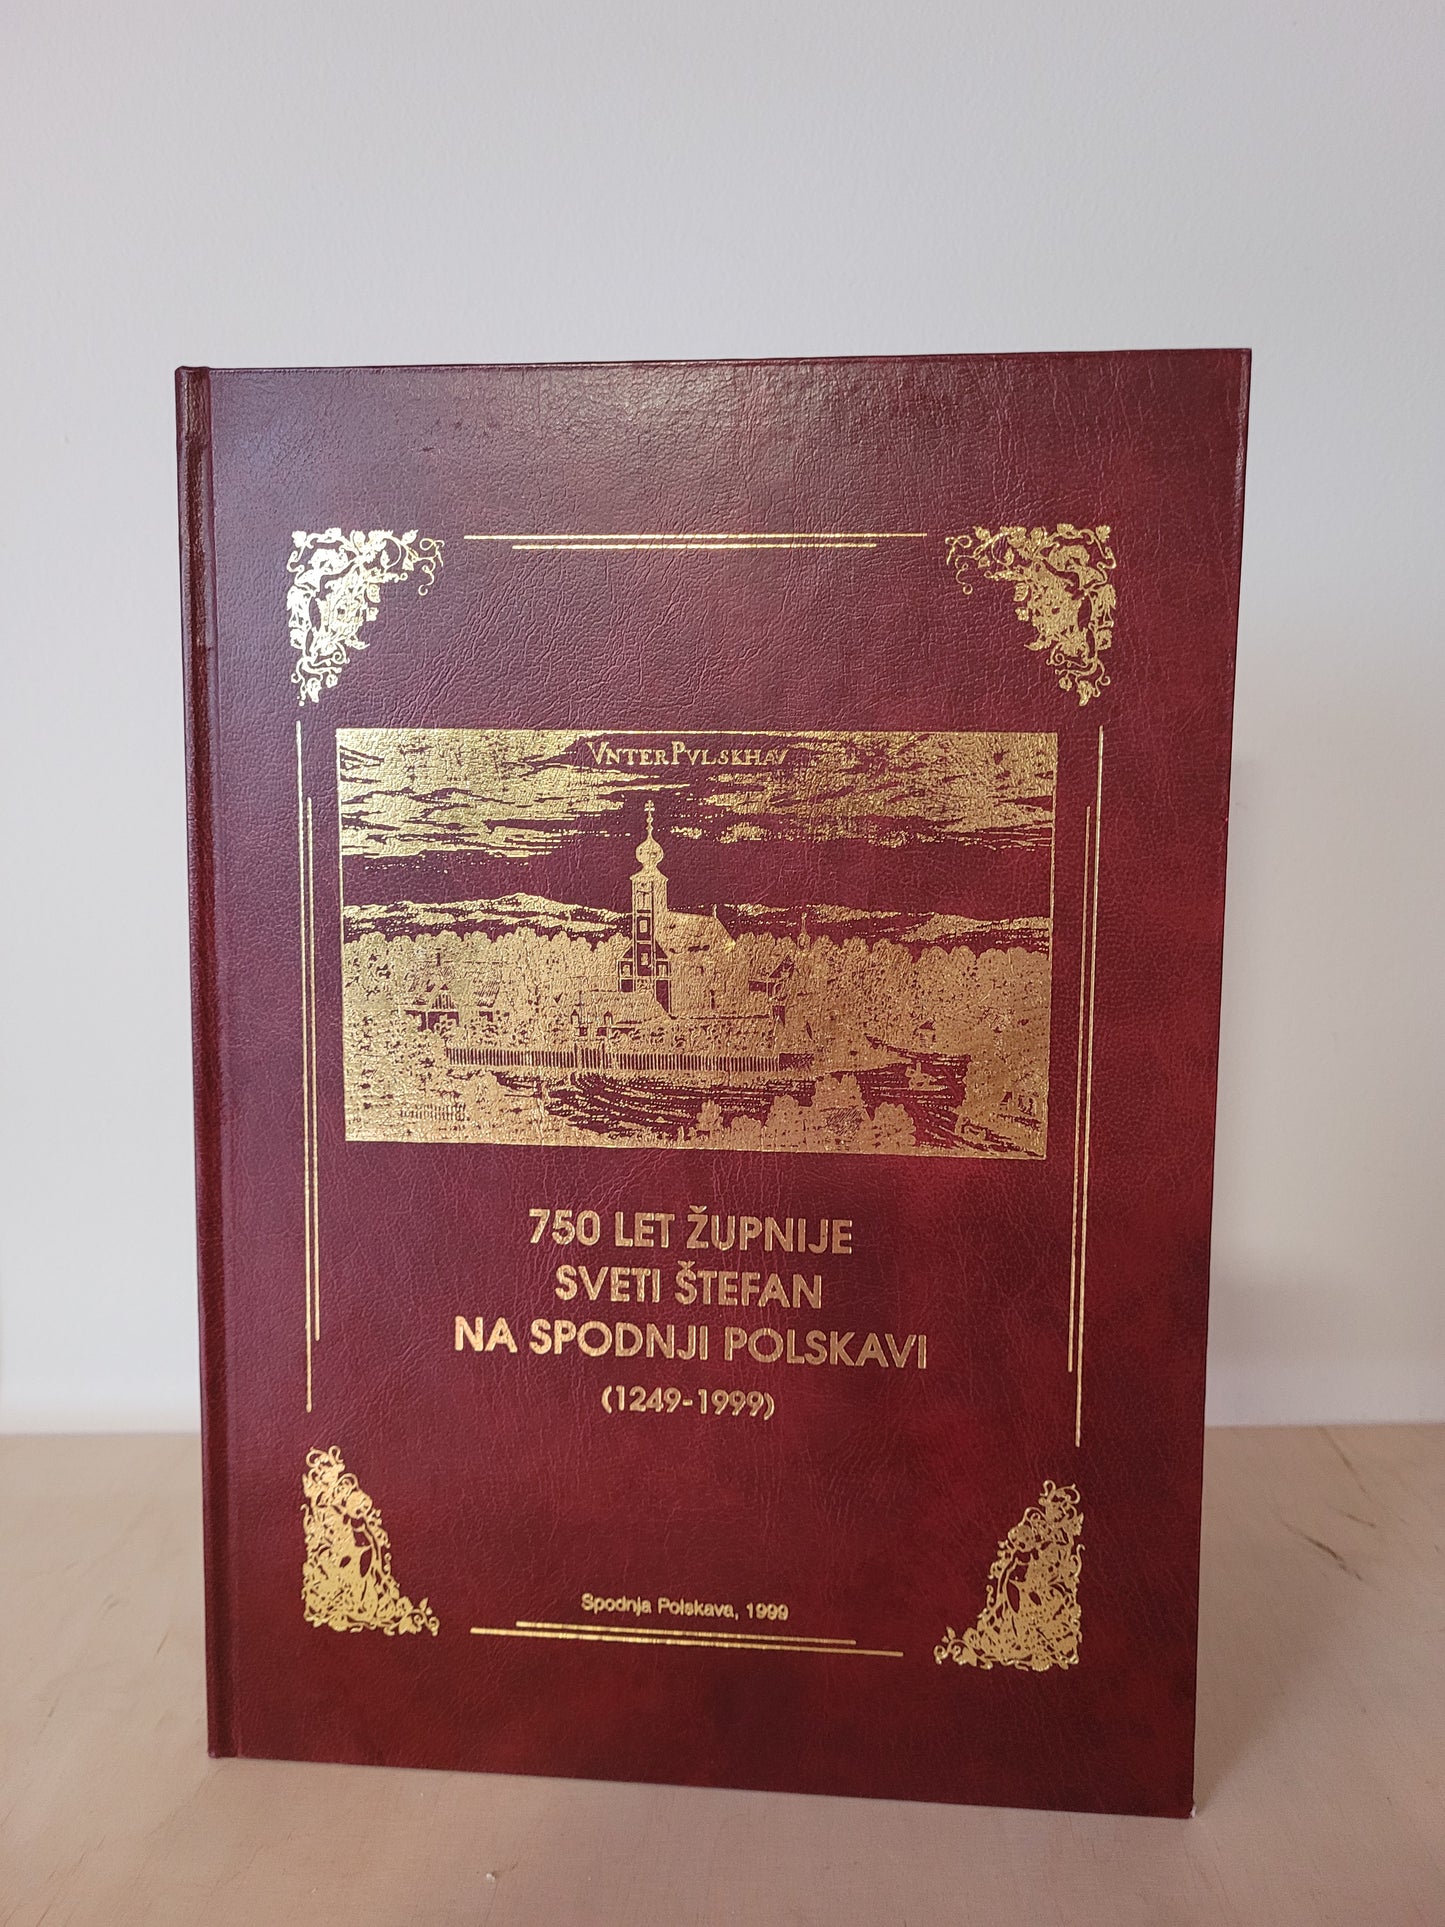 VNTERPVLSKHAV
750 LET ŽUPNIJE
SVETI ŠTEFAN
NA SPODNJI POLSKAVI
(1249-1999)
Spodnja Polskava, 1999